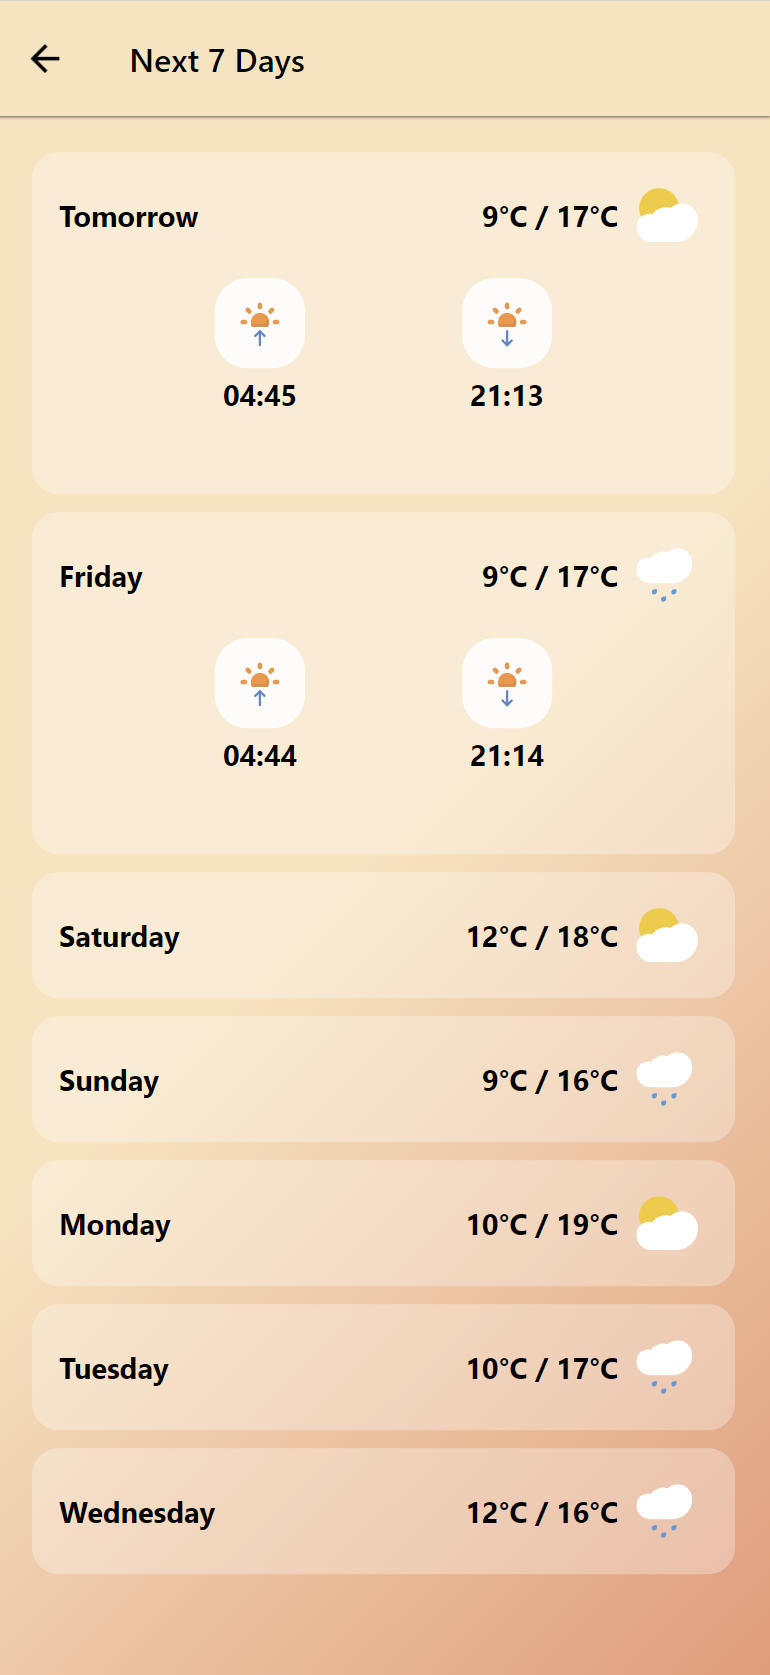 Next 7 Days
Tomorrow 9°C / 17°C
04:45 21:13
Friday 9°C / 17°C
04:44 21:14
Saturday 12°C / 18°C
Sunday 9°C / 16°C
Monday 10°C / 19°C
Tuesday 10°C / 17°C
Wednesday 12°C / 16°C